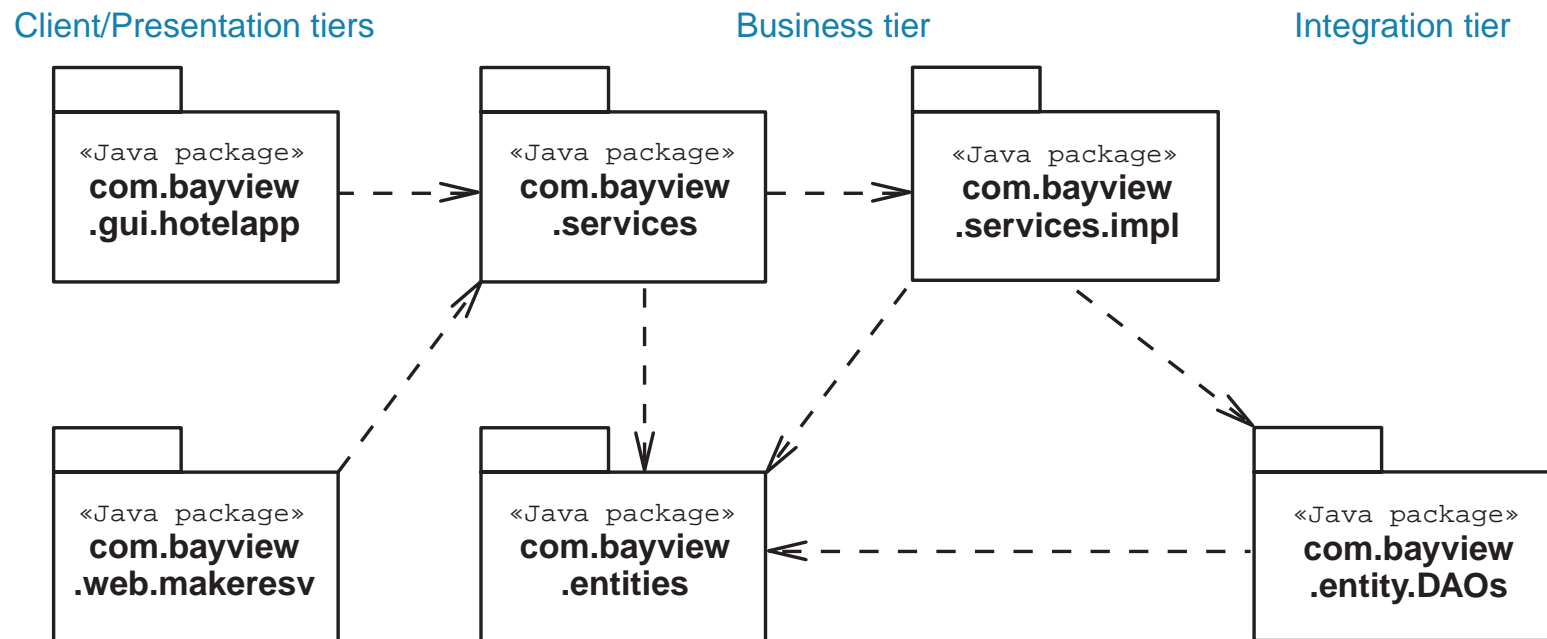 Client/Presentation tiers
Business tier
Integration tier
«Java package»
com.bayview
.gui.hotelapp
«Java package»
com.bayview
.services
«Java package»
com.bayview
.services.impl
«Java package»
com.bayview
.web.makeresv
«Java package»
com.bayview
.entities
«Java package»
com.bayview
.entity.DAOs